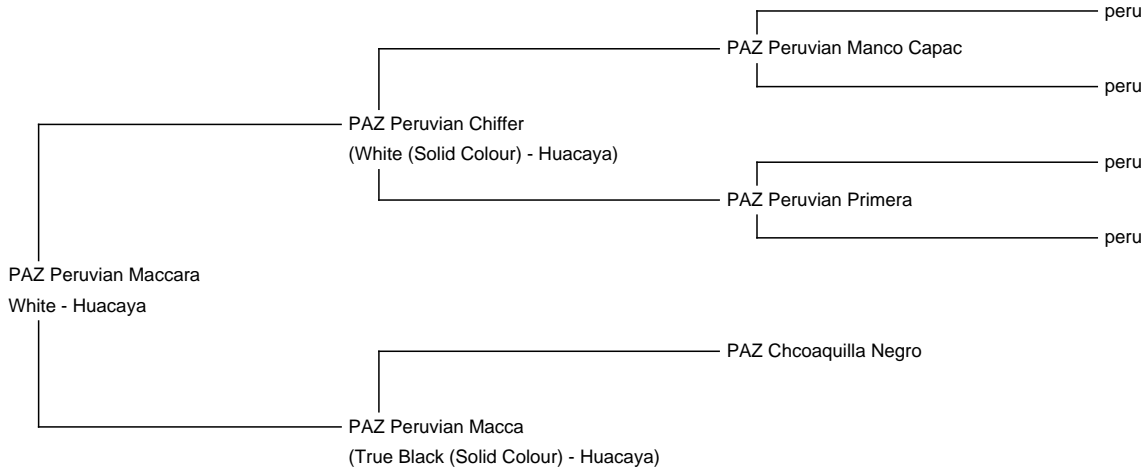 peru
PAZ Peruvian Manco Capac
peru
PAZ Peruvian Chiffer
(White (Solid Colour) - Huacaya)
peru
PAZ Peruvian Primera
peru
PAZ Peruvian Maccara
White - Huacaya
PAZ Chcoaquilla Negro
PAZ Peruvian Macca
(True Black (Solid Colour) - Huacaya)